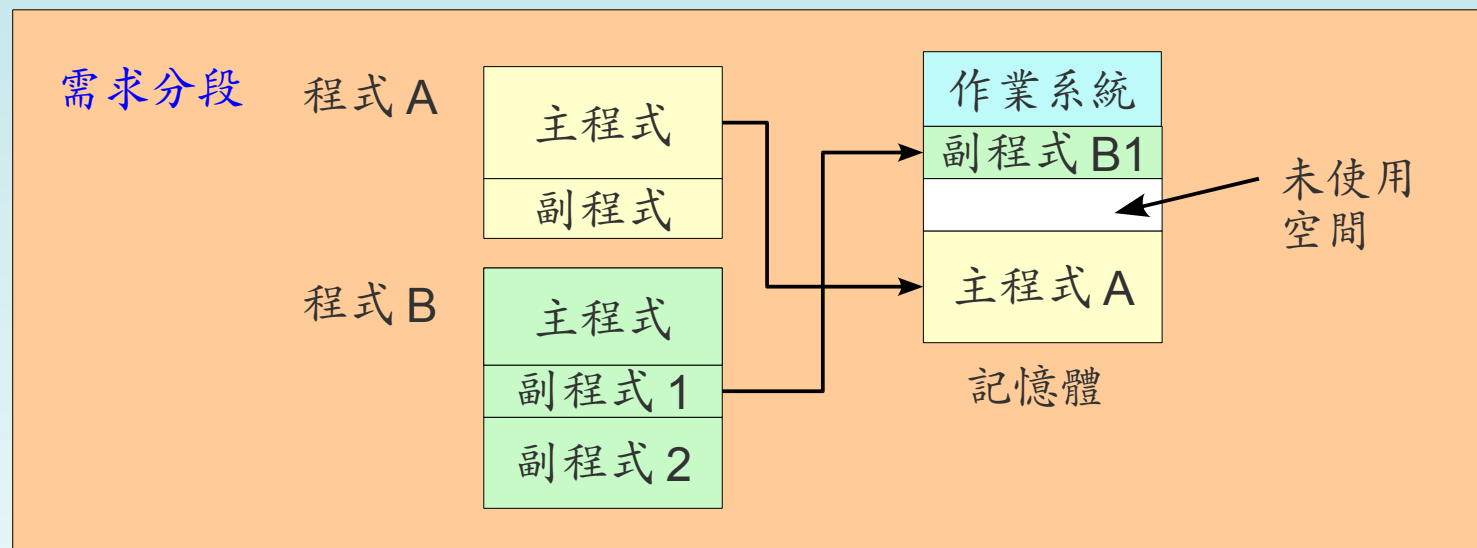 需求分段
程式 A
主程式
副程式
程式 B
主程式
副程式 1
副程式 2
作業系統
副程式 B1
主程式 A
記憶體
未使用
空間